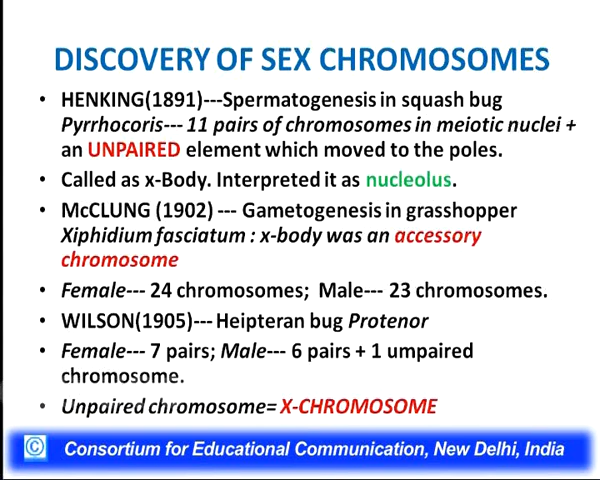 DISCOVERY OF SEX CHROMOSOMES
• HENKING(1891)---Spermatogenesis in squash bug
Pyrrhocoris--- 11 pairs of chromosomes in meiotic nuclei +
an UNPAIRED element which moved to the poles.
• Called as x-Body. Interpreted it as nucleolus.
• McCLUNG (1902) --- Gametogenesis in grasshopper
Xiphidium fasciatum : x-body was an accessory
chromosome
• Female--- 24 chromosomes; Male--- 23 chromosomes.
• WILSON(1905)--- Heipteran bug Protenor
• Female--- 7 pairs; Male--- 6 pairs + 1 umpaired
chromosome.
• Unpaired chromosome= X-CHROMOSOME
© Consortium for Educational Communication, New Delhi, India